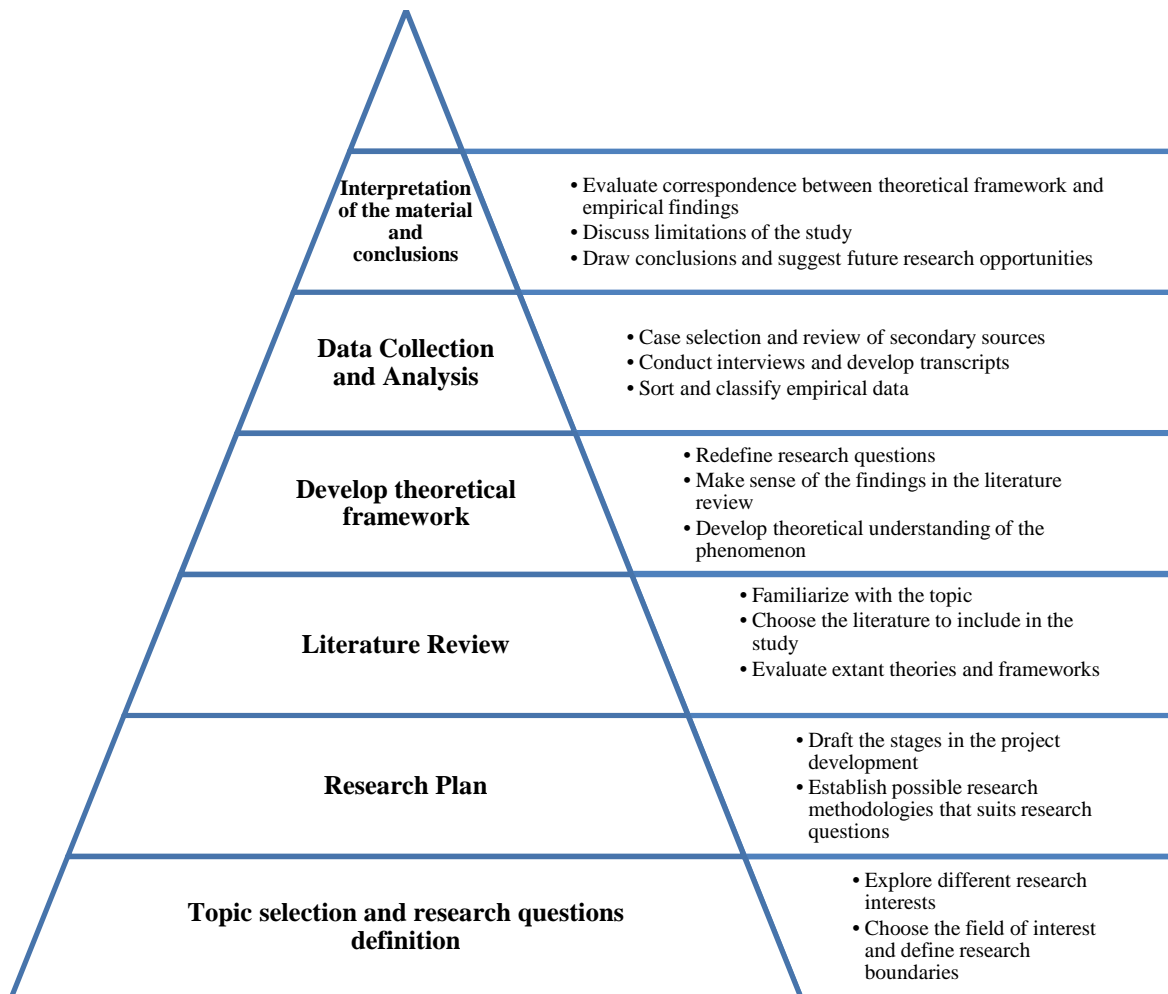 Interpretation
of the material
and
conclusions
• Evaluate correspondence between theoretical framework and
empirical findings
• Discuss limitations of the study
• Draw conclusions and suggest future research opportunities
Data Collection
and Analysis
• Case selection and review of secondary sources
• Conduct interviews and develop transcripts
• Sort and classify empirical data
Develop theoretical
framework
• Redefine research questions
• Make sense of the findings in the literature
review
• Develop theoretical understanding of the
phenomenon
Literature Review
• Familiarize with the topic
• Choose the literature to include in the
study
• Evaluate extant theories and frameworks
Research Plan
• Draft the stages in the project
development
• Establish possible research
methodologies that suits research
questions
Topic selection and research questions
definition
• Explore different research
interests
• Choose the field of interest
and define research
boundaries